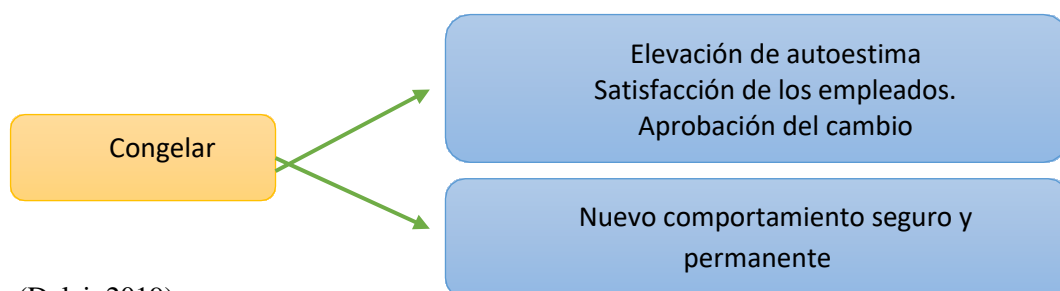 Elevación de autoestima
Satisfacción de los empleados.
Aprobación del cambio
Congelar
Nuevo comportamiento seguro y
permanente